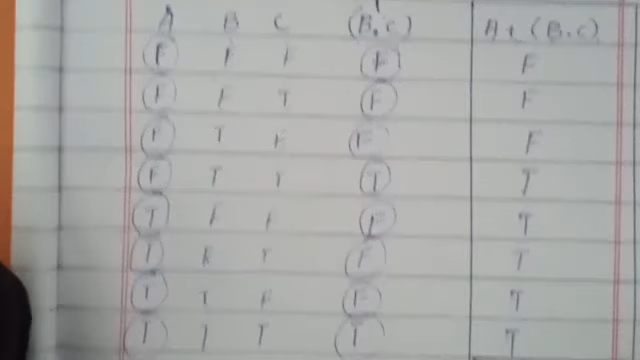 A B C (B.C) A+(B.C)
F F F F F
F F T F F
F T F F F
F T T T T
T F F F T
T F T F T
T T F F T
T T T T T